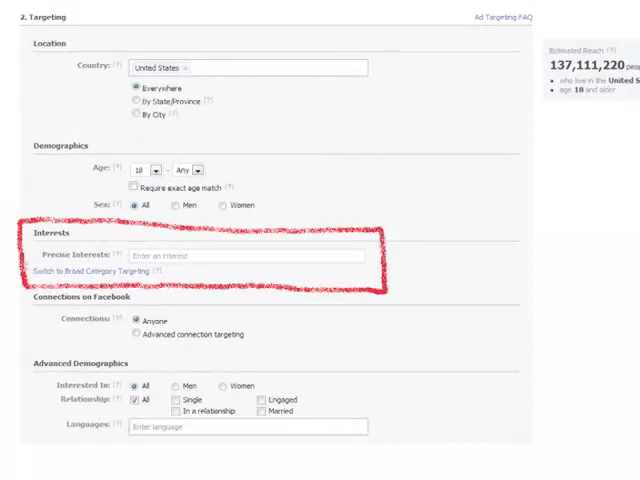 2. Targeting
Ad Targeting FAQ
Location
Country: [?] United States ×
Everywhere
By State/Province [?]
By City [?]
Estimated Reach [?]
137,111,220
who live in the United
age 18 and older
Demographics
Age: [?] 18 - Any
Require exact age match [?]
Sex: [?] All Men Women
Interests
Precise Interests: [?] Enter an interest
Switch to Broad Category Targeting [?]
Connections on Facebook
Connections: [?] Anyone
Advanced connection targeting
Advanced Demographics
Interested In: [?] All Men Women
Relationship: [?] All Single Engaged
In a relationship Married
Languages: [?] Enter language